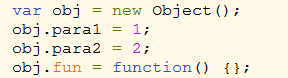 var obj = new Object();
obj.para1 = 1;
obj.para2 = 2;
obj.fun = function() {};